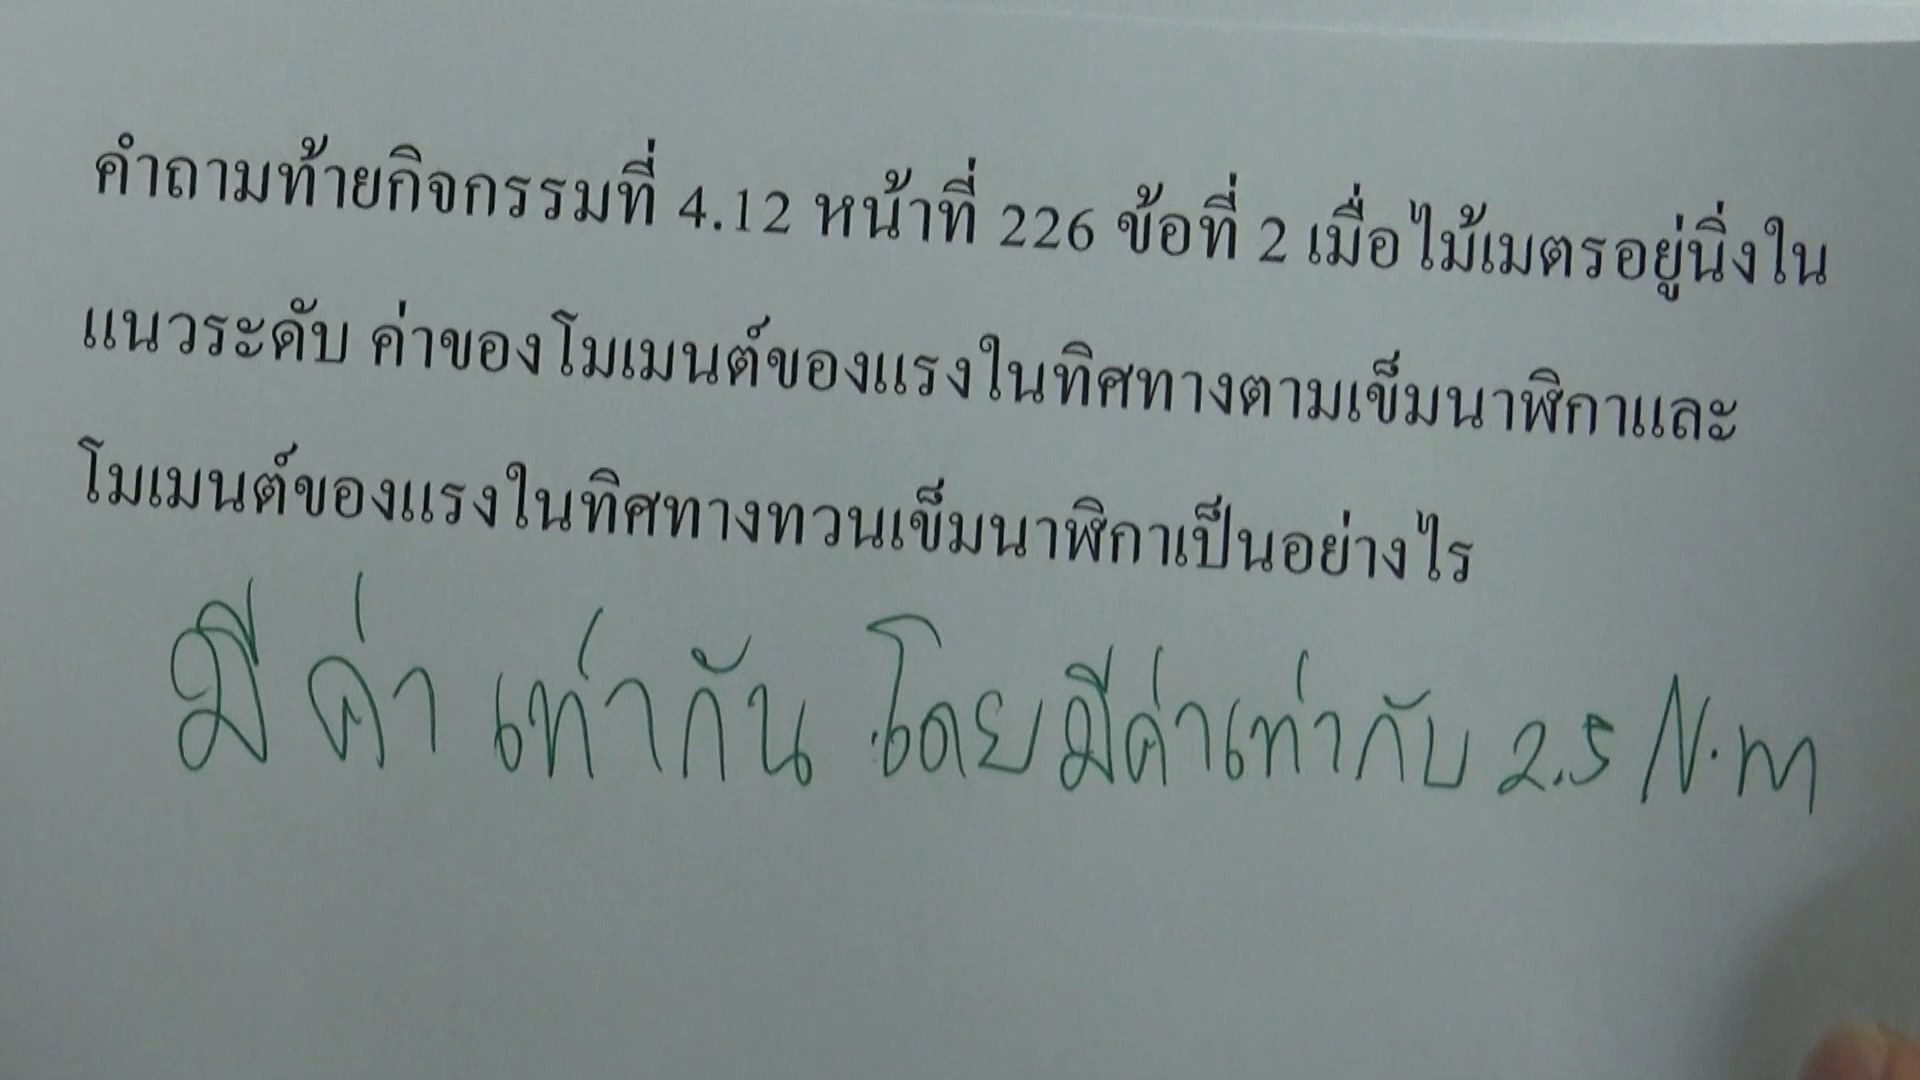 คำถามท้ายกิจกรรมที่ 4.12 หน้าที่ 226 ข้อที่ 2 เมื่อไม้เมตรอยู่นิ่งใน
แนวระดับ ค่าของโมเมนต์ของแรงในทิศทางตามเข็มนาฬิกาและ
โมเมนต์ของแรงในทิศทางทวนเข็มนาฬิกาเป็นอย่างไร
มีค่าเท่ากัน โดยมีค่าเท่ากับ 2.5 N.m